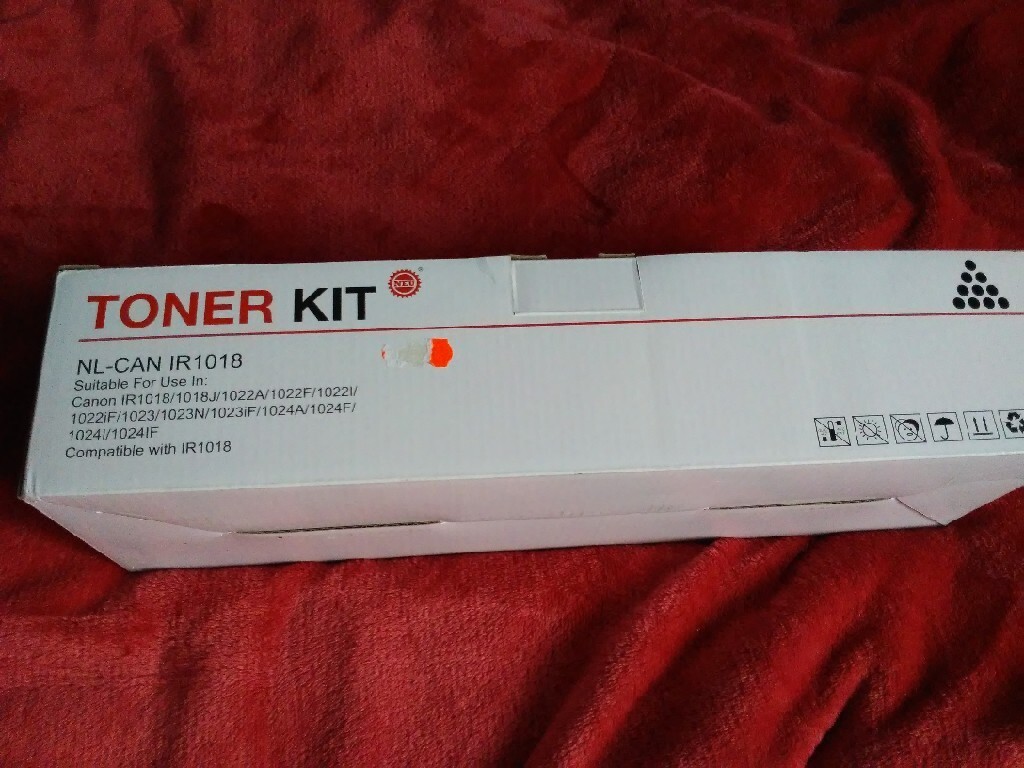 TONER KIT NEU
NL-CAN IR1018
Suitable For Use In:
Canon IR1018/1018J/1022A/1022F/1022I/
1022iF/1023/1023N/1023iF/1024A/1024F/
1024I/1024IF
Compatible with IR1018